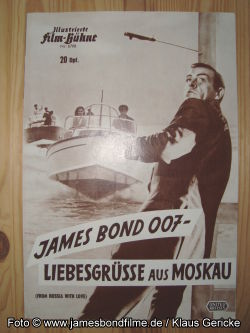 Illustrierte
Film-Bühne
20 Gpf.
JAMES BOND 007-
LIEBESGRÜSSE AUS MOSKAU
(FROM RUSSIA WITH LOVE)
Foto © www.jamesbondfilme.de / Klaus Gericke